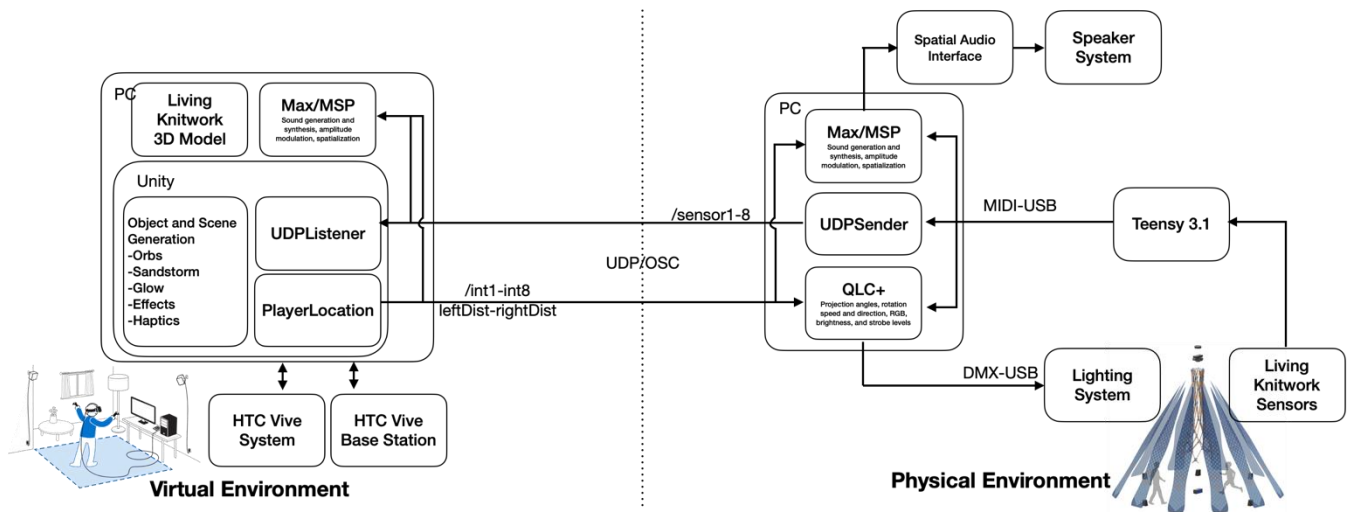 PC
Living
Knitwork
3D Model
Max/MSP
Sound generation and
synthesis, amplitude
modulation, spatialization
Unity
Object and Scene
Generation
-Orbs
-Sandstorm
-Glow
-Effects
-Haptics
UDPListener
PlayerLocation
HTC Vive
System
HTC Vive
Base Station
Virtual Environment
/sensor1-8
UDP/OSC
/int1-int8
leftDist-rightDist
Spatial Audio
Interface
Speaker
System
PC
Max/MSP
Sound generation and
synthesis, amplitude
modulation, spatialization
UDPSender
MIDI-USB
Teensy 3.1
QLC+
Projection angles, rotation
speed and direction, RGB,
brightness, and strobe levels
DMX-USB
Lighting
System
Living
Knitwork
Sensors
Physical Environment